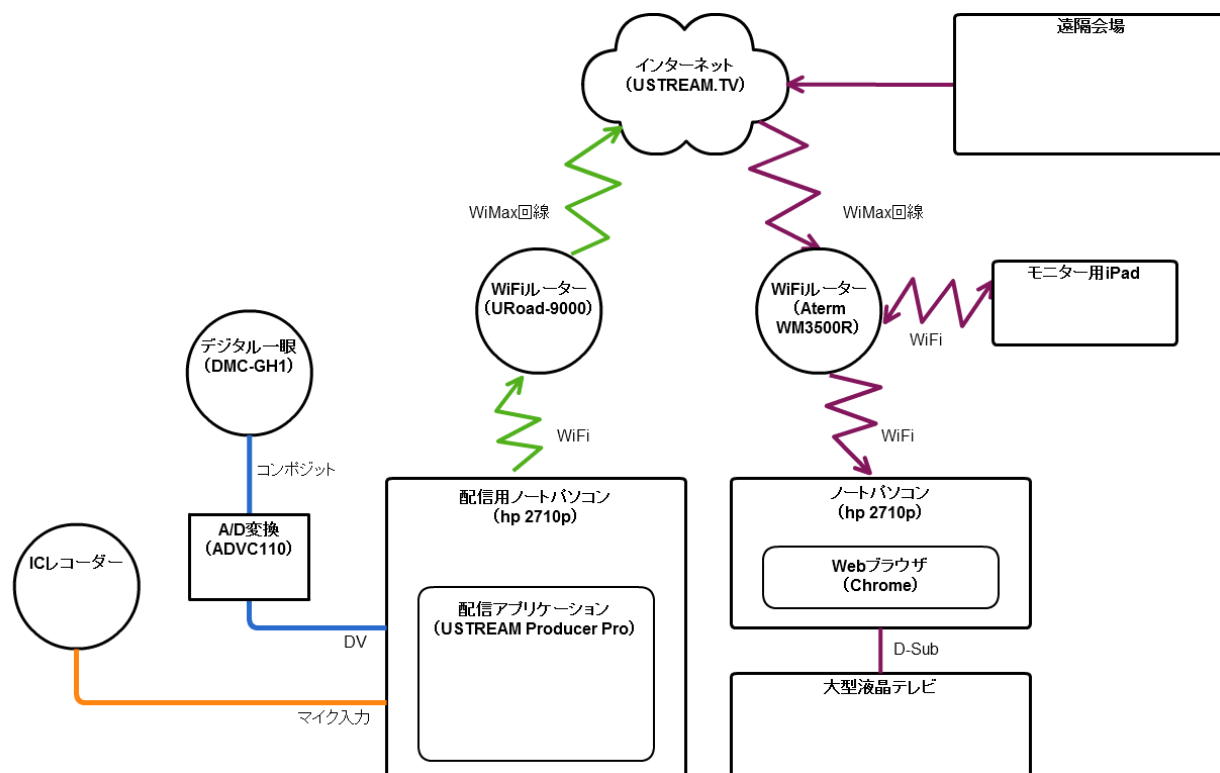 遠隔会場
インターネット
（USTREAM.TV）
WiMax回線
WiMax回線
WiFiルーター
（URoad-9000）
WiFiルーター
（Aterm
WM3500R）
モニター用iPad
WiFi
デジタル一眼
（DMC-GH1）
WiFi
WiFi
コンポジット
配信用ノートパソコン
（hp 2710p）
ノートパソコン
（hp 2710p）
A/D変換
（ADVC110）
ICレコーダー
Webブラウザ
（Chrome）
配信アプリケーション
（USTREAM Producer Pro）
DV
D-Sub
大型液晶テレビ
マイク入力